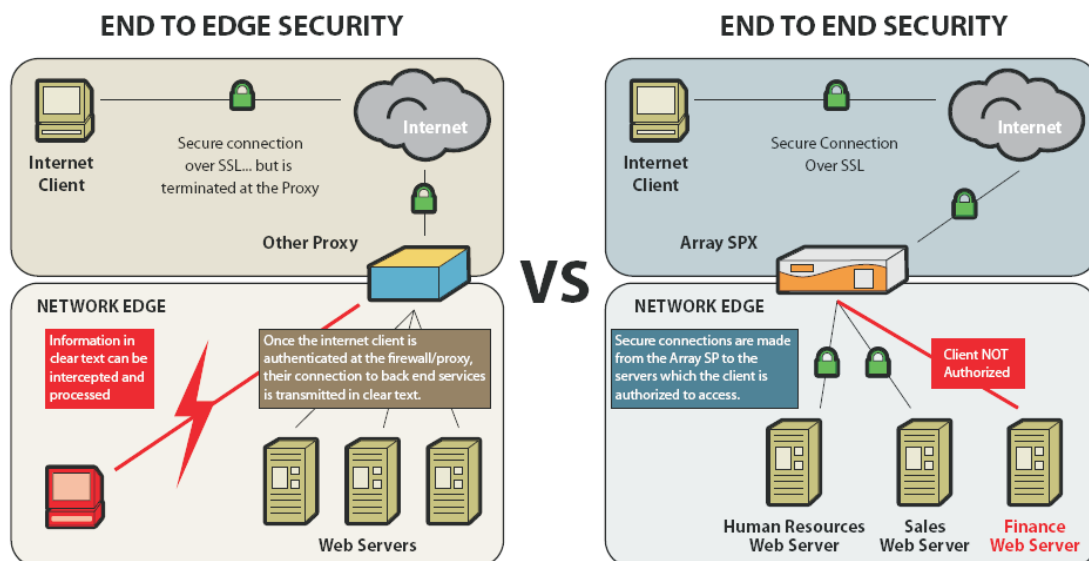 END TO EDGE SECURITY
Internet
Client
Secure connection
over SSL... but is
terminated at the Proxy
Internet
Other Proxy
NETWORK EDGE
Information in
clear text can be
intercepted and
processed
Once the internet client is
authenticated at the firewall/proxy,
their connection to back end services
is transmitted in clear text.
Web Servers
VS
END TO END SECURITY
Internet
Client
Secure Connection
Over SSL
Internet
Array SPX
NETWORK EDGE
Secure connections are made
from the Array SP to the
servers which the client is
authorized to access.
Client NOT
Authorized
Human Resources
Web Server
Sales
Web Server
Finance
Web Server